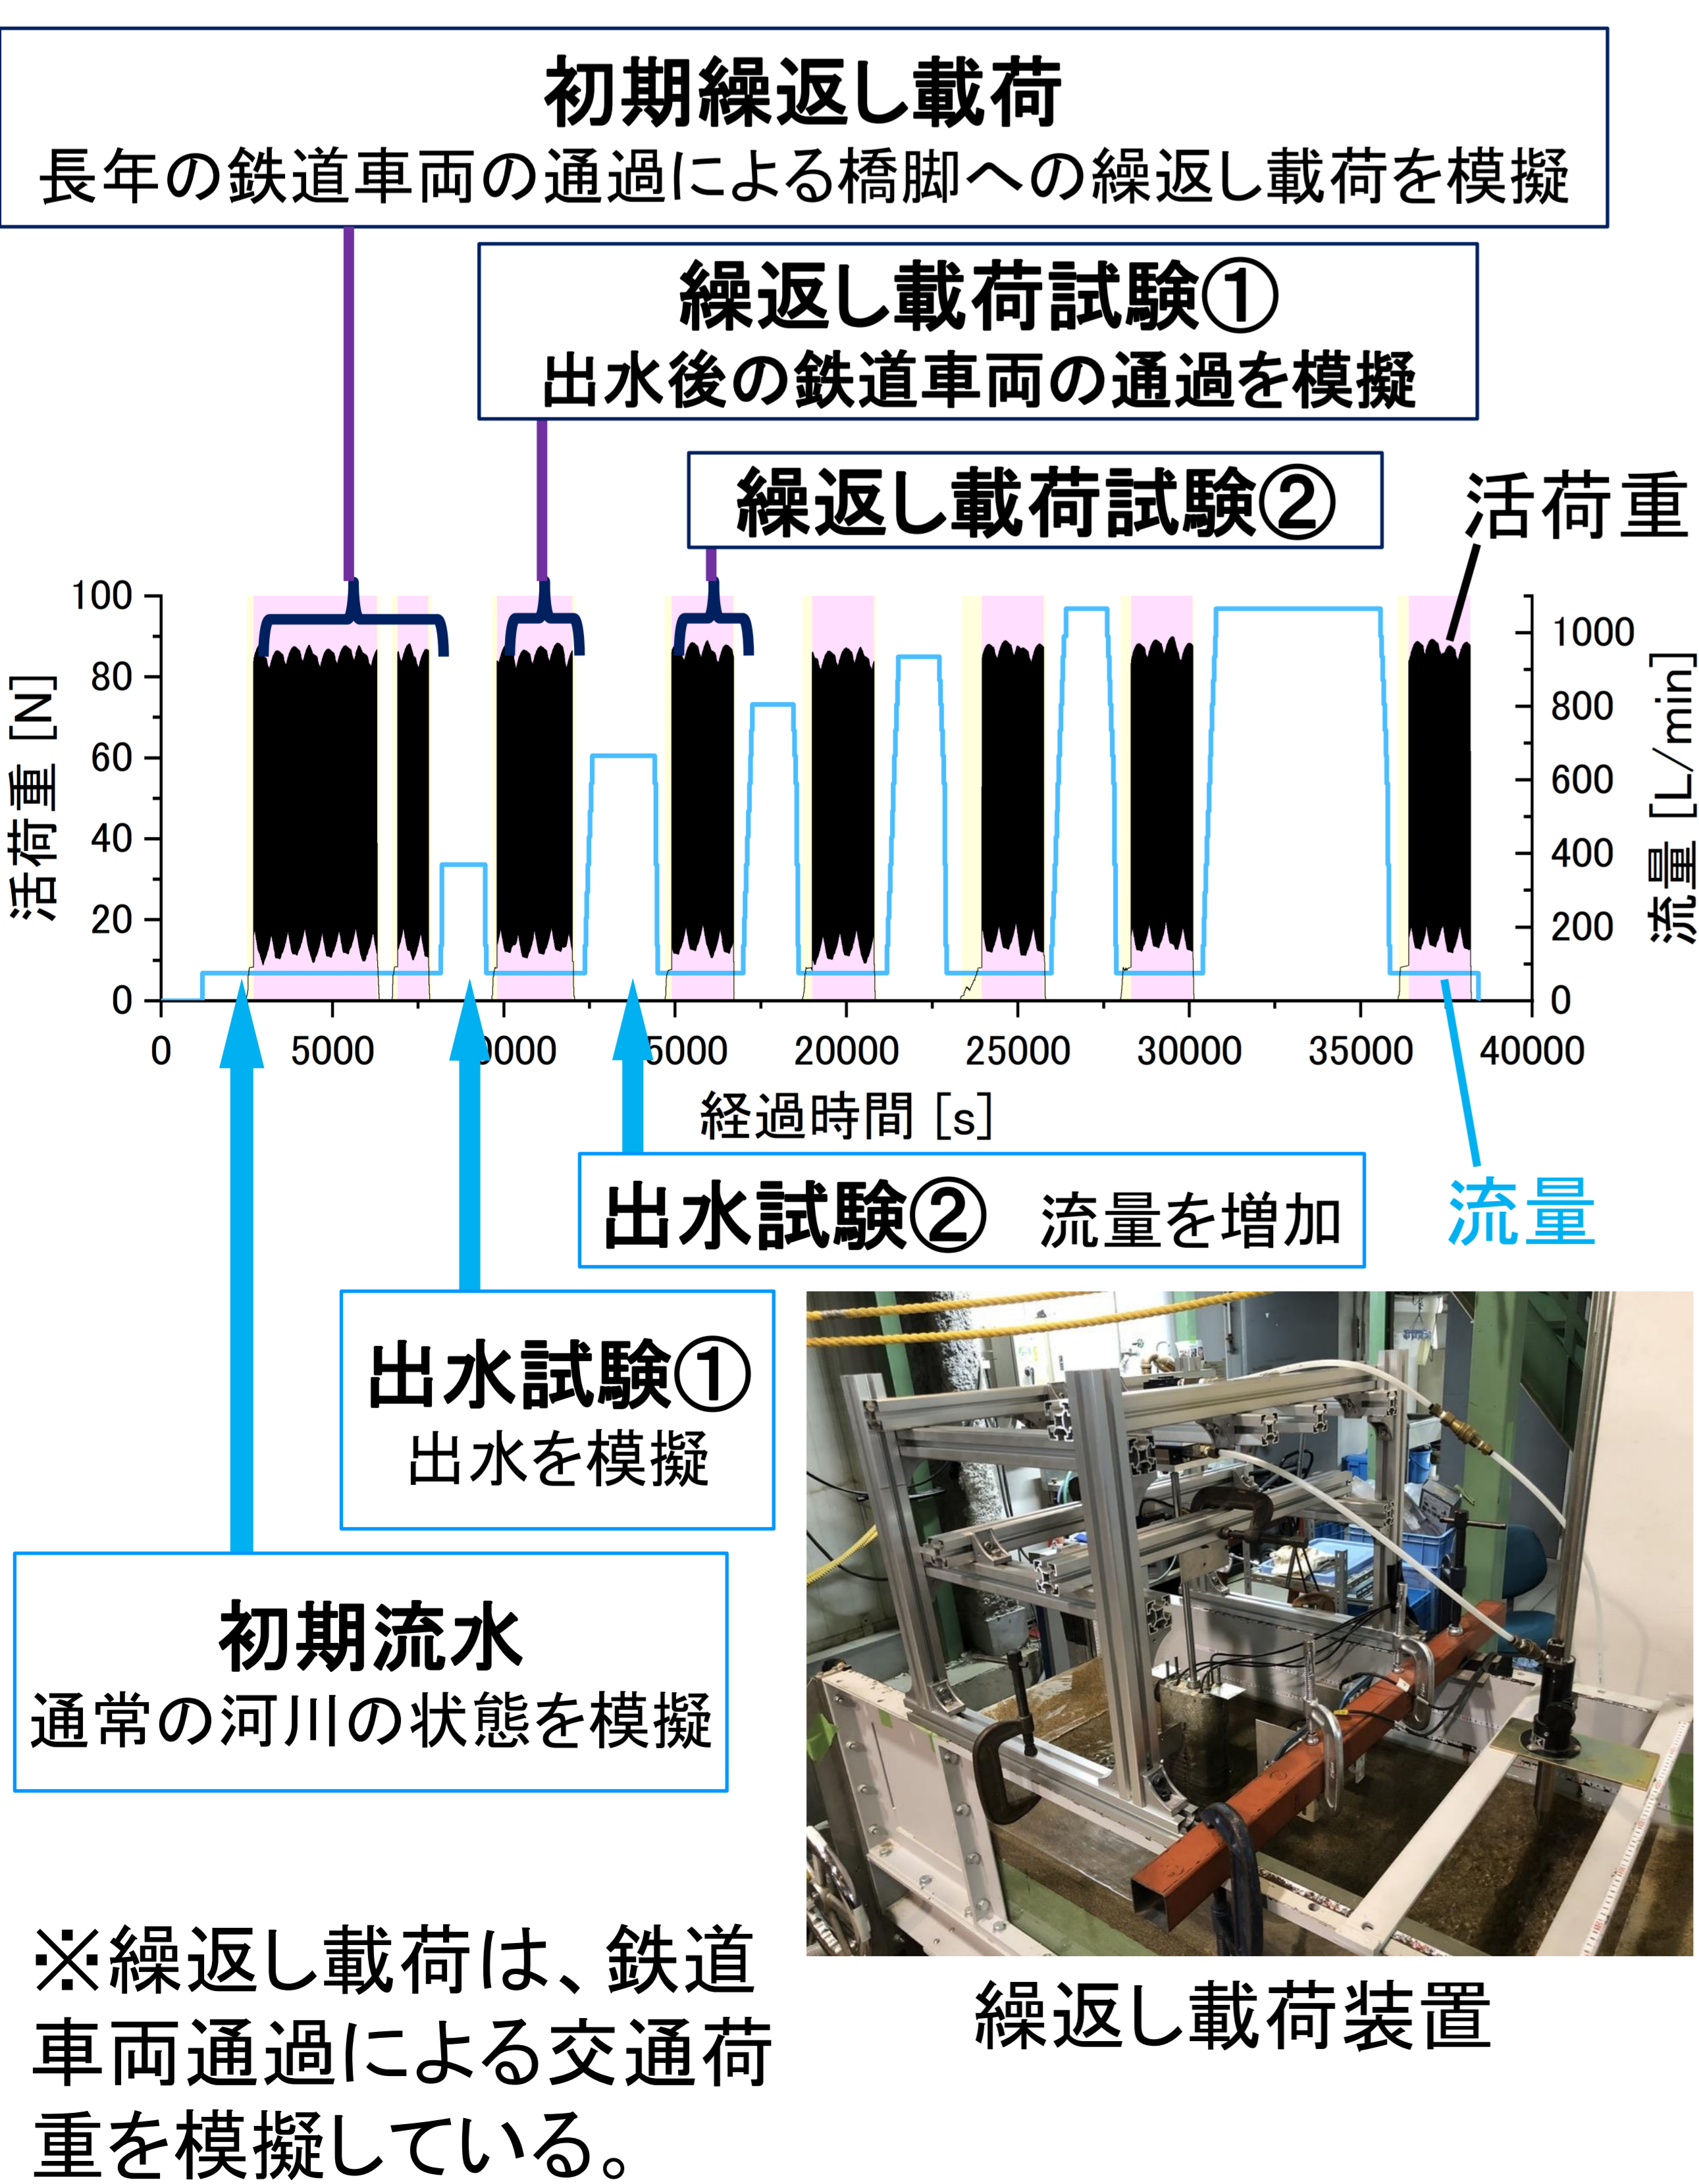 初期繰返し載荷
長年の鉄道車両の通過による橋脚への繰返し載荷を模擬
繰返し載荷試験①
出水後の鉄道車両の通過を模擬
繰返し載荷試験②
活荷重
100
80
60
40
20
0
活荷重 [N]
1000
800
600
400
200
0
流量 [L/min]
0 5000 20000 25000 30000 35000 40000
経過時間 [s]
出水試験② 流量を増加
流量
出水試験①
出水を模擬
初期流水
通常の河川の状態を模擬
繰返し載荷装置
※繰返し載荷は、鉄道
車両通過による交通荷
重を模擬している。